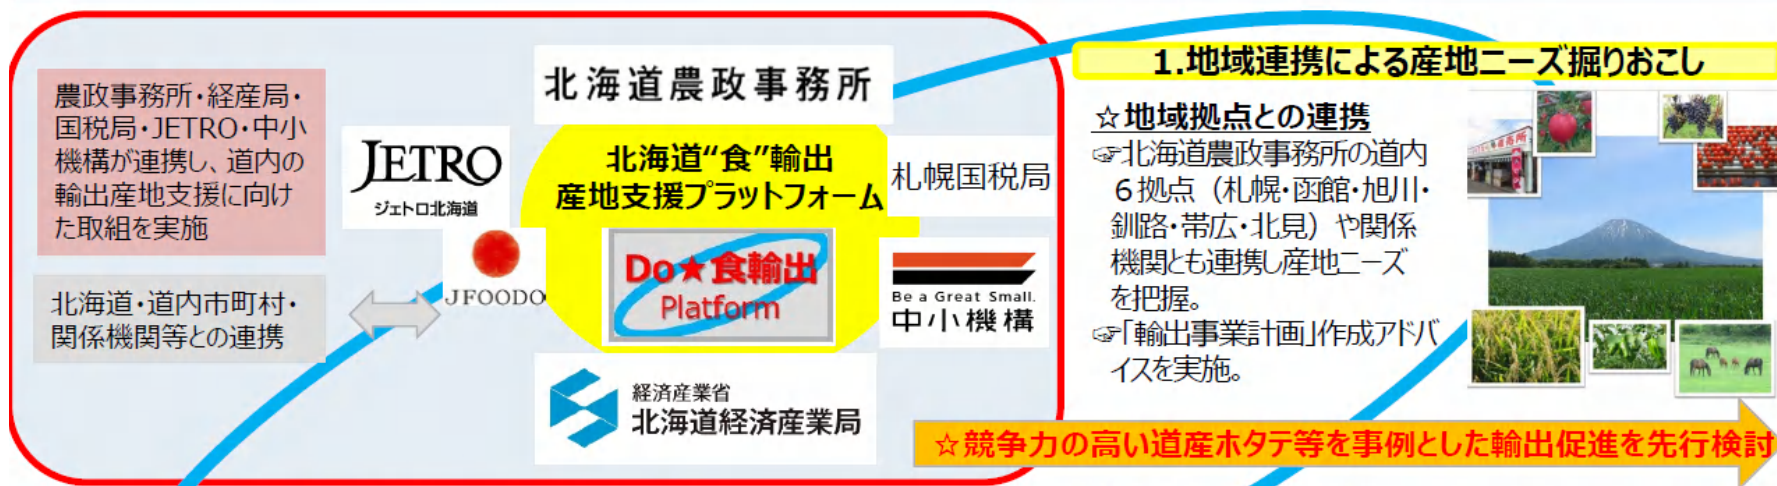 農政事務所・経産局・
国税局・JETRO・中小
機構が連携し、道内の
輸出産地支援に向け
た取組を実施
北海道・道内市町村・
関係機関等との連携
北海道農政事務所
JETRO
ジェトロ北海道
北海道“食”輸出
産地支援プラットフォーム
札幌国税局
JFOODO
Do★食輸出
Platform
Be a Great Small.
中小機構
経済産業省
北海道経済産業局
1.地域連携による産地ニーズ掘りおこし
☆地域拠点との連携
☞北海道農政事務所の道内
６拠点（札幌・函館・旭川・
釧路・帯広・北見）や関係
機関とも連携し産地ニーズ
を把握。
☞「輸出事業計画」作成アドバ
イスを実施。
☆競争力の高い道産ホタテ等を事例とした輸出促進を先行検討